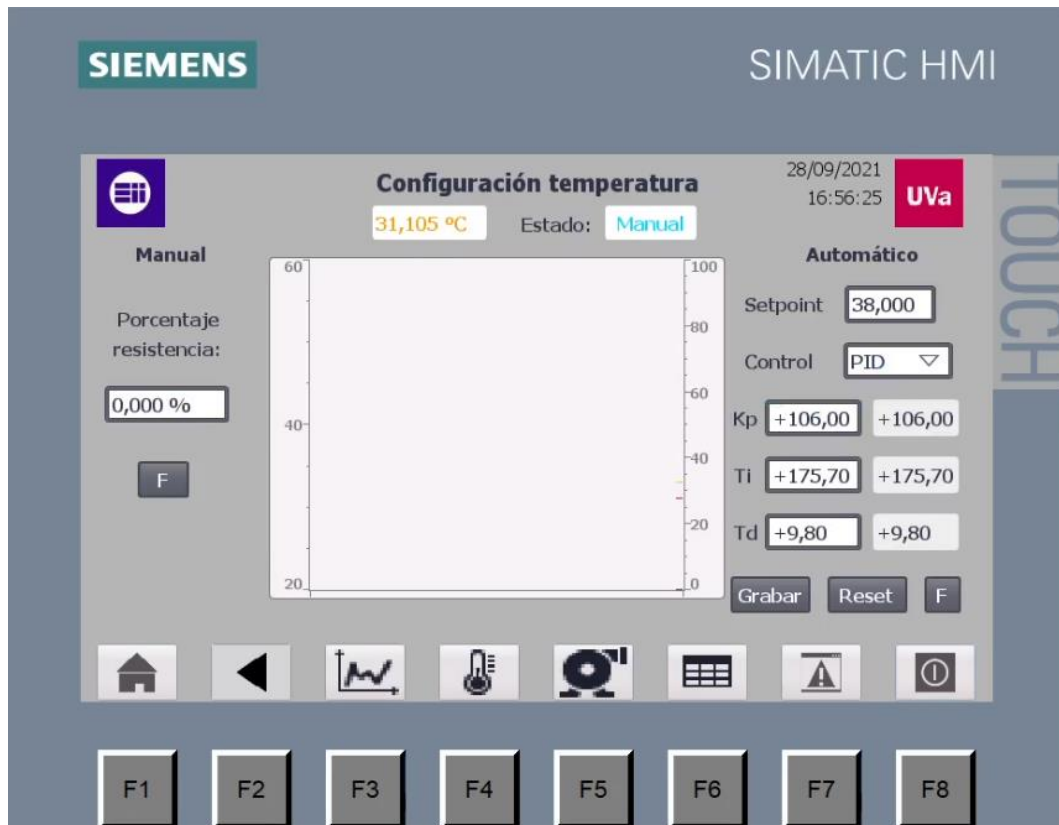 SIEMENS
SIMATIC HMI
TOUCH
Eii
Configuración temperatura
28/09/2021
16:56:25
UVa
31,105 ºC
Estado:
Manual
Manual
Porcentaje
resistencia:
0,000 %
F
60
40
20
100
80
60
40
20
0
Automático
Setpoint
38,000
Control
PID
Kp
+106,00
+106,00
Ti
+175,70
+175,70
Td
+9,80
+9,80
Grabar
Reset
F
F1
F2
F3
F4
F5
F6
F7
F8